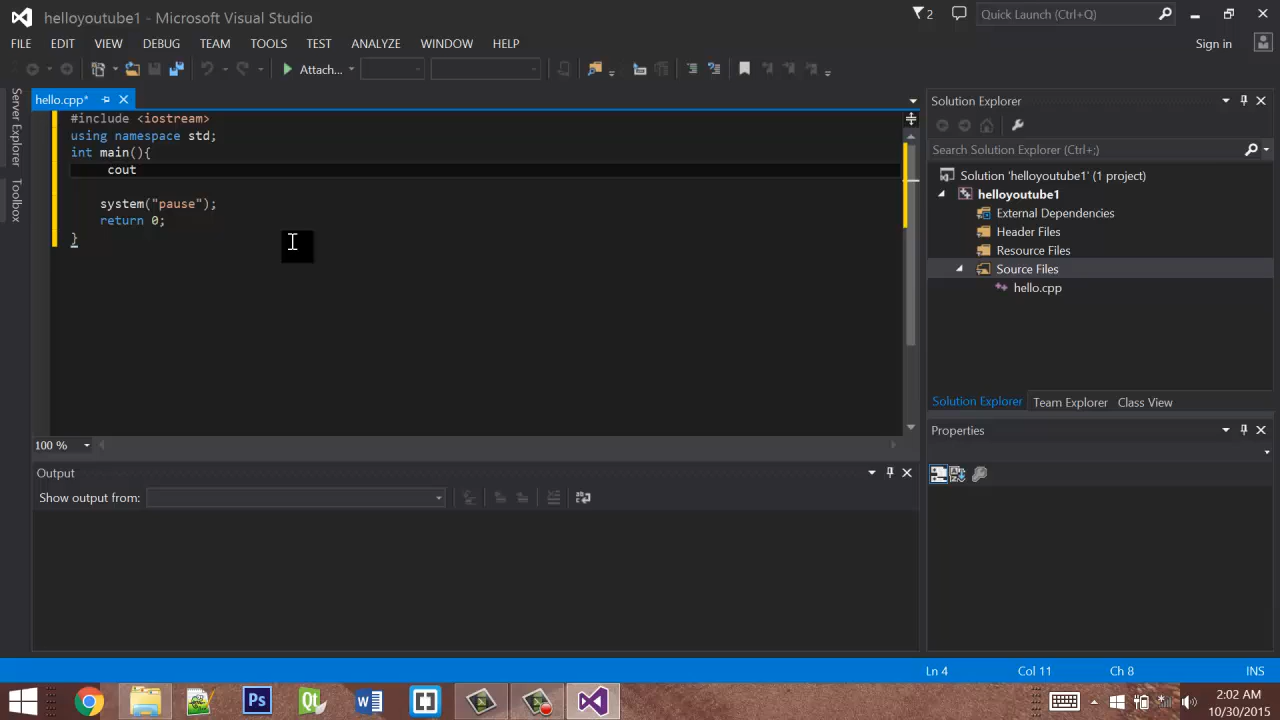 helloyoutube1 - Microsoft Visual Studio
2
Quick Launch (Ctrl+Q)
FILE EDIT VIEW DEBUG TEAM TOOLS TEST ANALYZE WINDOW HELP
Sign in
Attach...
Server Explorer
Toolbox
hello.cpp*
#include <iostream>
using namespace std;
int main(){
cout
system("pause");
return 0;
}
100 %
Output
Show output from:
Solution Explorer
Search Solution Explorer (Ctrl+;)
Solution 'helloyoutube1' (1 project)
helloyoutube1
External Dependencies
Header Files
Resource Files
Source Files
hello.cpp
Solution Explorer Team Explorer Class View
Properties
Ln 4 Col 11 Ch 8 INS
Ps
Qt
2:02 AM
10/30/2015